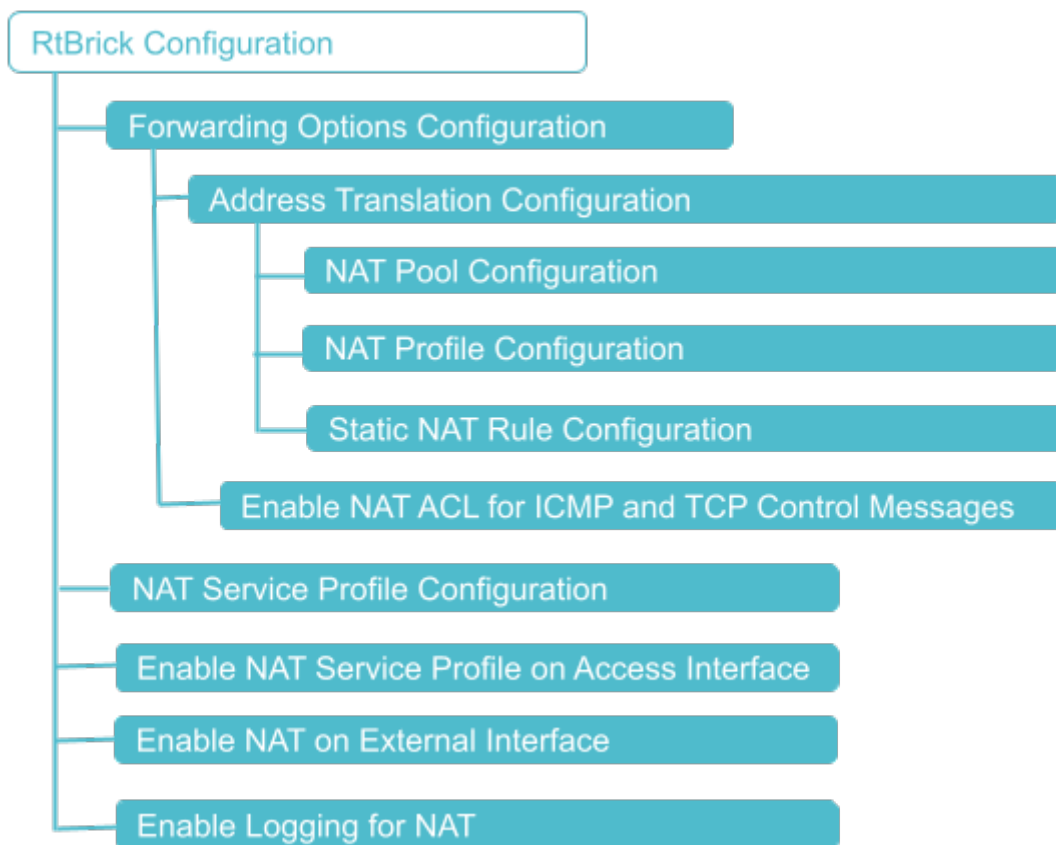 RtBrick Configuration
Forwarding Options Configuration
Address Translation Configuration
NAT Pool Configuration
NAT Profile Configuration
Static NAT Rule Configuration
Enable NAT ACL for ICMP and TCP Control Messages
NAT Service Profile Configuration
Enable NAT Service Profile on Access Interface
Enable NAT on External Interface
Enable Logging for NAT